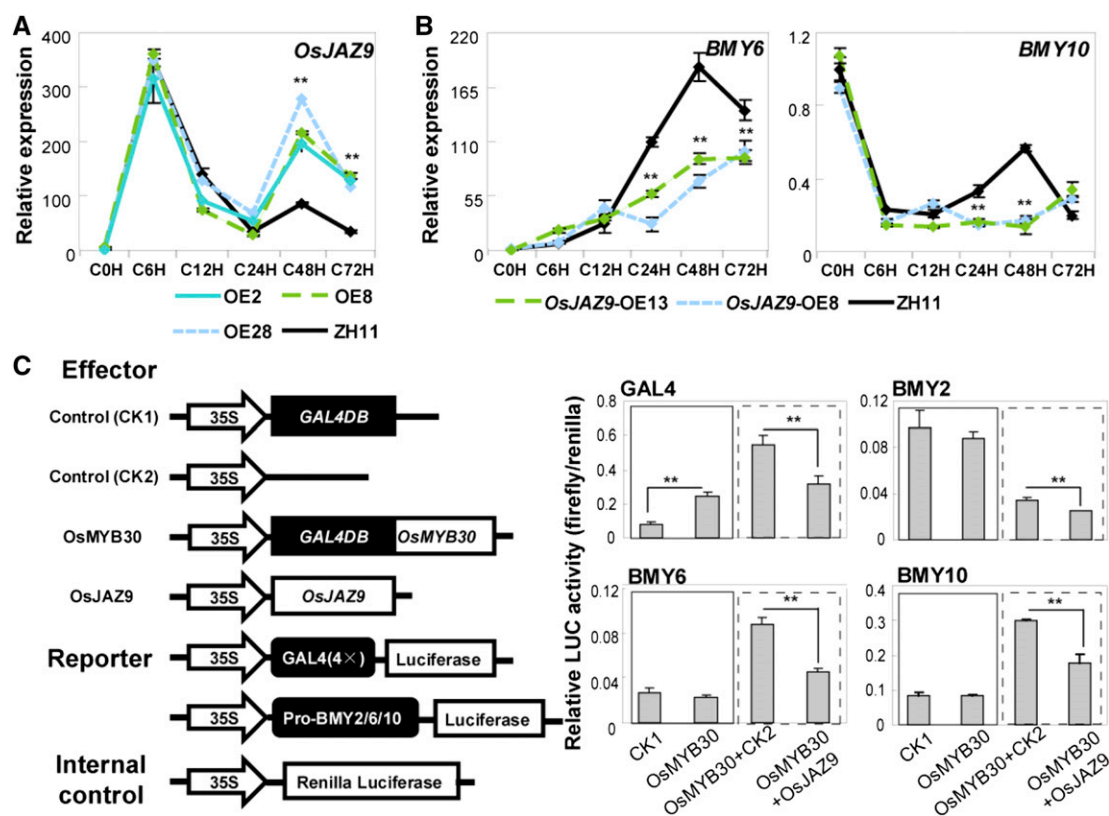 A
OsJAZ9
Relative expression
400
300
200
100
0
**
**
C0H C6H C12H C24H C48H C72H
OE2 OE8
OE28 ZH11
B
BMY6
Relative expression
220
165
110
55
0
**
**
**
C0H C6H C12H C24H C48H C72H
BMY10
1.2
0.8
0.4
0
**
**
C0H C6H C12H C24H C48H C72H
OsJAZ9-OE13 OsJAZ9-OE8 ZH11
C
Effector
Control (CK1) 35S GAL4DB
Control (CK2) 35S
OsMYB30 35S GAL4DB OsMYB30
OsJAZ9 35S OsJAZ9
Reporter 35S GAL4(4×) Luciferase
35S Pro-BMY2/6/10 Luciferase
Internal
control
35S Renilla Luciferase
Relative LUC activity (firefly/renilla)
GAL4
0.8
0.6
0.4
0.2
0
**
**
BMY2
0.12
0.08
0.04
0
**
BMY6
0.12
0.08
0.04
0
**
CK1
OsMYB30
OsMYB30+CK2
OsMYB30
+OsJAZ9
BMY10
0.4
0.3
0.2
0.1
0
**
CK1
OsMYB30
OsMYB30+CK2
OsMYB30
+OsJAZ9